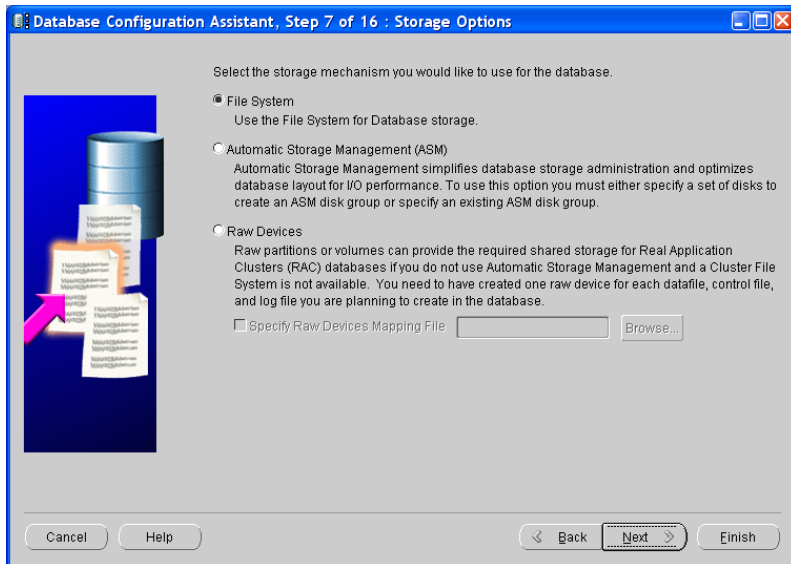 Database Configuration Assistant, Step 7 of 16 : Storage Options
Select the storage mechanism you would like to use for the database.
File System
Use the File System for Database storage.
Automatic Storage Management (ASM)
Automatic Storage Management simplifies database storage administration and optimizes
database layout for I/O performance. To use this option you must either specify a set of disks to
create an ASM disk group or specify an existing ASM disk group.
Raw Devices
Raw partitions or volumes can provide the required shared storage for Real Application
Clusters (RAC) databases if you do not use Automatic Storage Management and a Cluster File
System is not available. You need to have created one raw device for each datafile, control file,
and log file you are planning to create in the database.
Specify Raw Devices Mapping File
Browse...
Cancel
Help
Back
Next
Finish